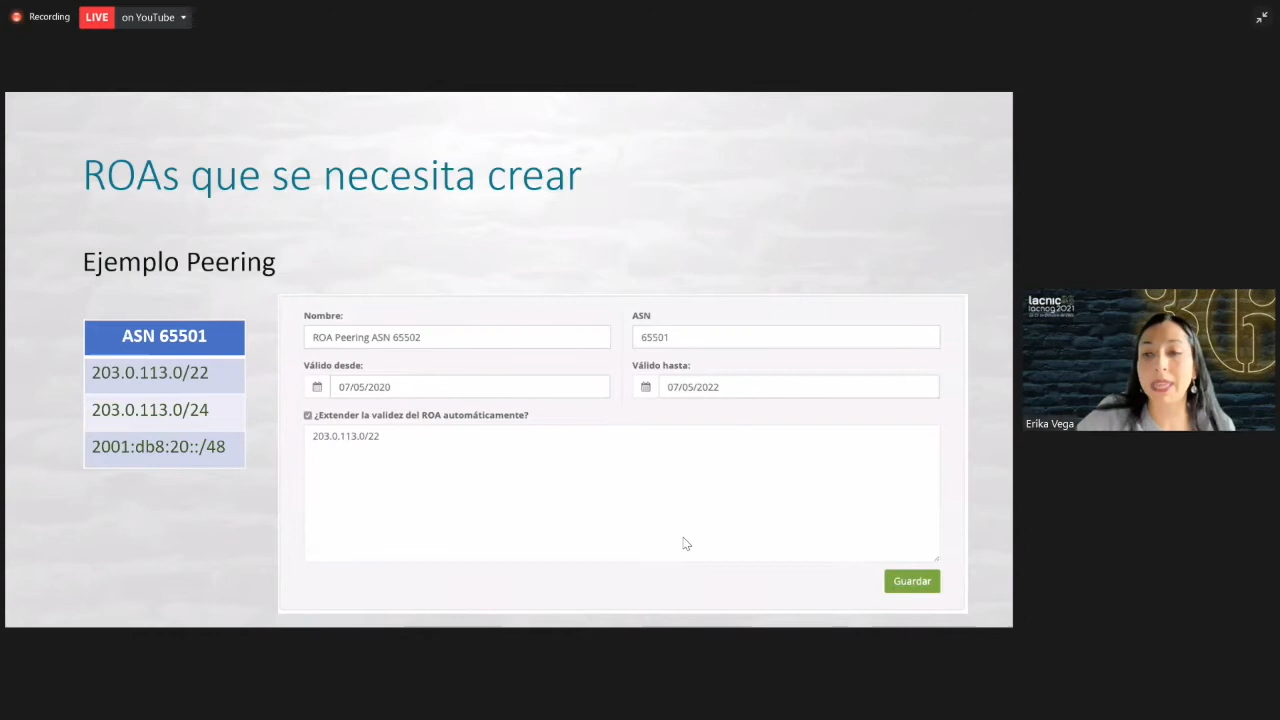 Recording
LIVE on YouTube
ROAs que se necesita crear
Ejemplo Peering
ASN 65501
203.0.113.0/22
203.0.113.0/24
2001:db8:20::/48
Nombre:
ROA Peering ASN 65502
ASN
65501
Válido desde:
07/05/2020
Válido hasta:
07/05/2022
¿Extender la validez del ROA automáticamente?
203.0.113.0/22
Guardar
lacnic
lacnog2021
Erika Vega